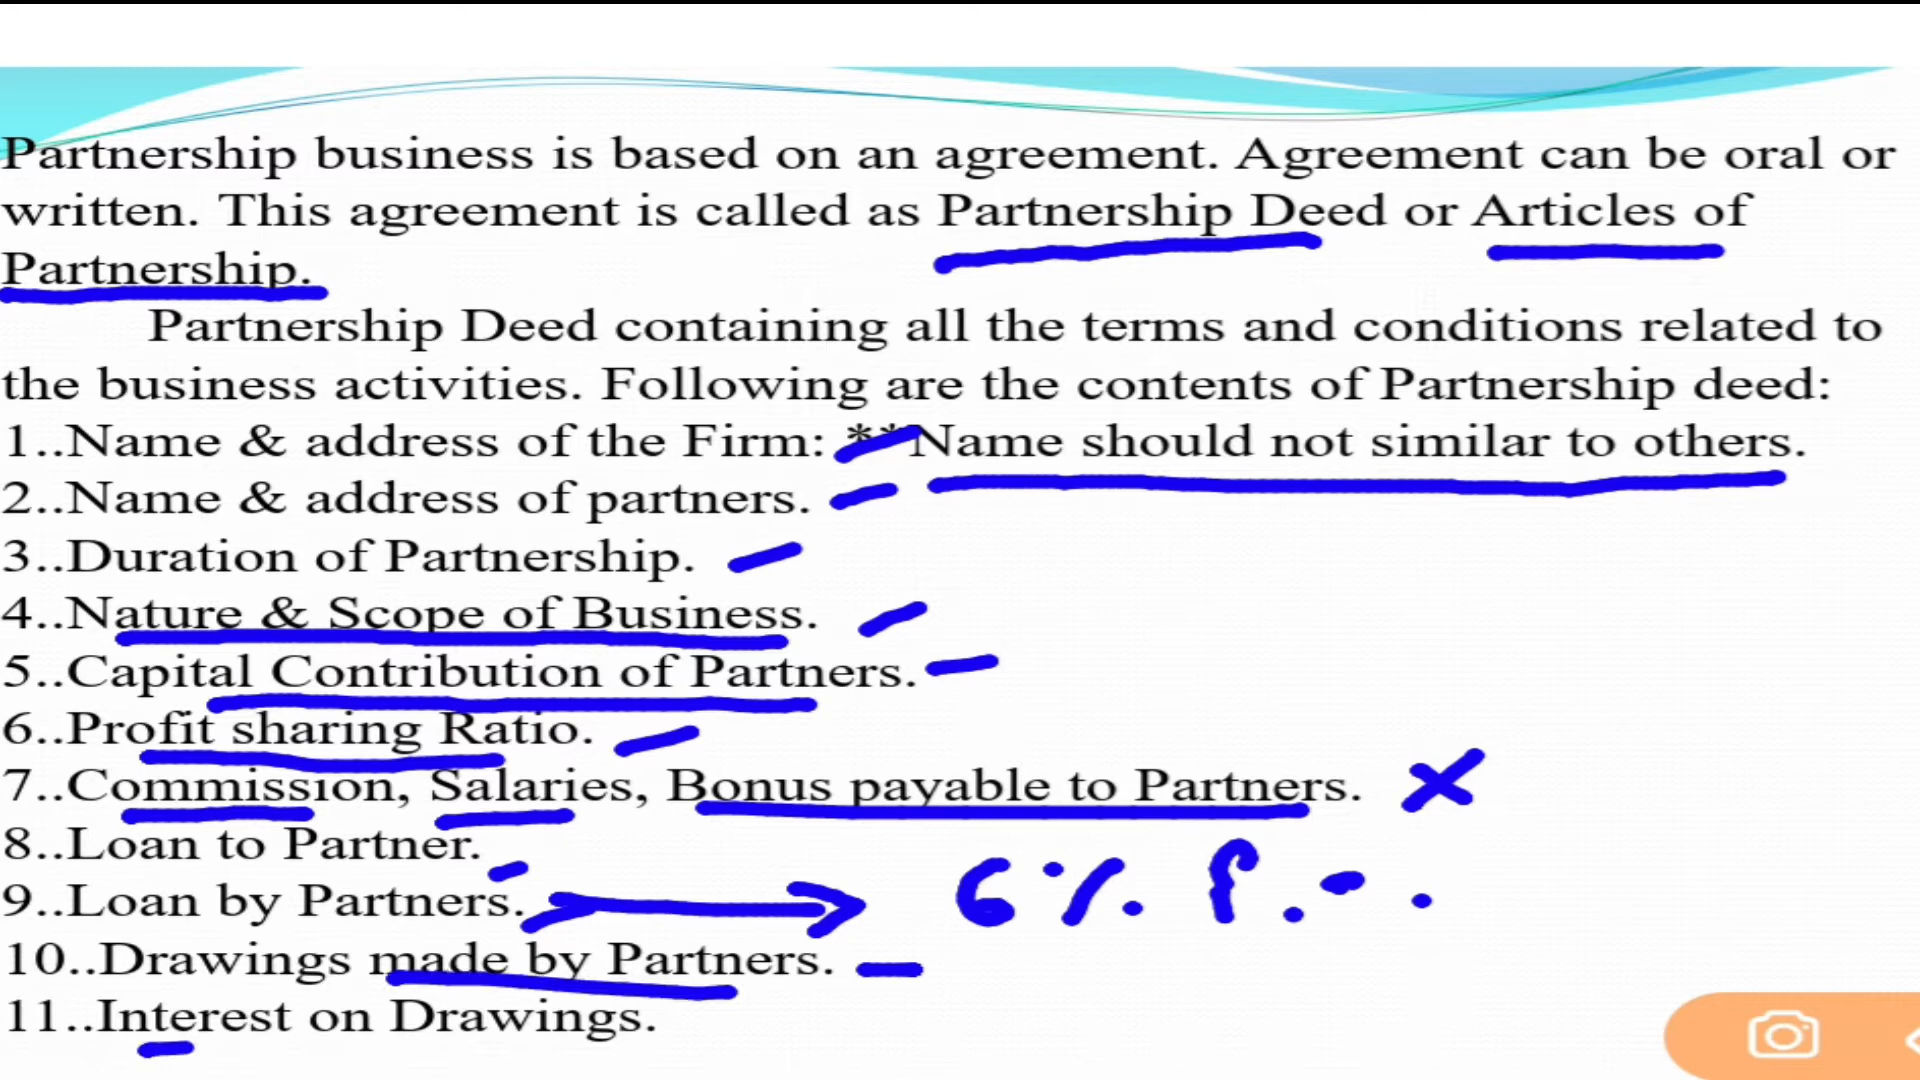 Partnership business is based on an agreement. Agreement can be oral or
written. This agreement is called as Partnership Deed or Articles of
Partnership.
Partnership Deed containing all the terms and conditions related to
the business activities. Following are the contents of Partnership deed:
1..Name & address of the Firm: **Name should not similar to others.
2..Name & address of partners.
3..Duration of Partnership.
4..Nature & Scope of Business.
5..Capital Contribution of Partners.
6..Profit sharing Ratio.
7..Commission, Salaries, Bonus payable to Partners.
8..Loan to Partner.
9..Loan by Partners. 6%
10..Drawings made by Partners.
11..Interest on Drawings.